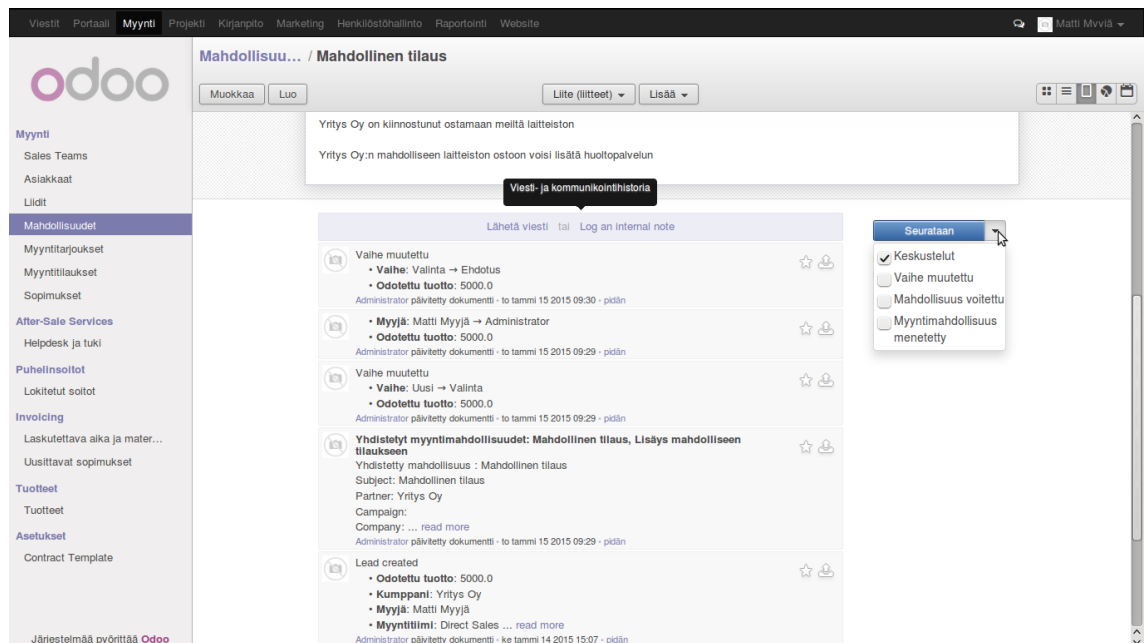 Viestit Portaali Myynti Projekti Kirjanpito Marketing Henkilöstöhallinto Raportointi Website Matti Myyjä
odoo
Mahdollisuu... / Mahdollinen tilaus
Muokkaa Luo Liite (liitteet) Lisää
Myynti
Sales Teams
Asiakkaat
Liidit
Mahdollisuudet
Myyntitarjoukset
Myyntitilaukset
Sopimukset
After-Sale Services
Helpdesk ja tuki
Puhelinsoitot
Lokitetut soitot
Invoicing
Laskutettava aika ja mater...
Uusittavat sopimukset
Tuotteet
Tuotteet
Asetukset
Contract Template
Järjestelmää pyörittää Odoo
Yritys Oy on kiinnostunut ostamaan meiltä laitteiston
Yritys Oy:n mahdolliseen laitteiston ostoon voisi lisätä huoltopalvelun
Viesti- ja kommunikointihistoria
Lähetä viesti tai Log an internal note
Vaihe muutettu
• Vaihe: Valinta → Ehdotus
• Odotettu tuotto: 5000.0
Administrator päivitetty dokumentti - to tammi 15 2015 09:30 - pidän
• Myyjä: Matti Myyjä → Administrator
• Odotettu tuotto: 5000.0
Administrator päivitetty dokumentti - to tammi 15 2015 09:29 - pidän
Vaihe muutettu
• Vaihe: Uusi → Valinta
• Odotettu tuotto: 5000.0
Administrator päivitetty dokumentti - to tammi 15 2015 09:29 - pidän
Yhdistetyt myyntimahdollisuudet: Mahdollinen tilaus, Lisäys mahdolliseen
tilaukseen
Yhdistetty mahdollisuus : Mahdollinen tilaus
Subject: Mahdollinen tilaus
Partner: Yritys Oy
Campaign:
Company: ... read more
Administrator päivitetty dokumentti - to tammi 15 2015 09:29 - pidän
Lead created
• Odotettu tuotto: 5000.0
• Kumppani: Yritys Oy
• Myyjä: Matti Myyjä
• Myyntitiimi: Direct Sales ... read more
Administrator päivitetty dokumentti - ke tammi 14 2015 15:07 - pidän
Seurataan
Keskustelut
Vaihe muutettu
Mahdollisuus voitettu
Myyntimahdollisuus
menetetty